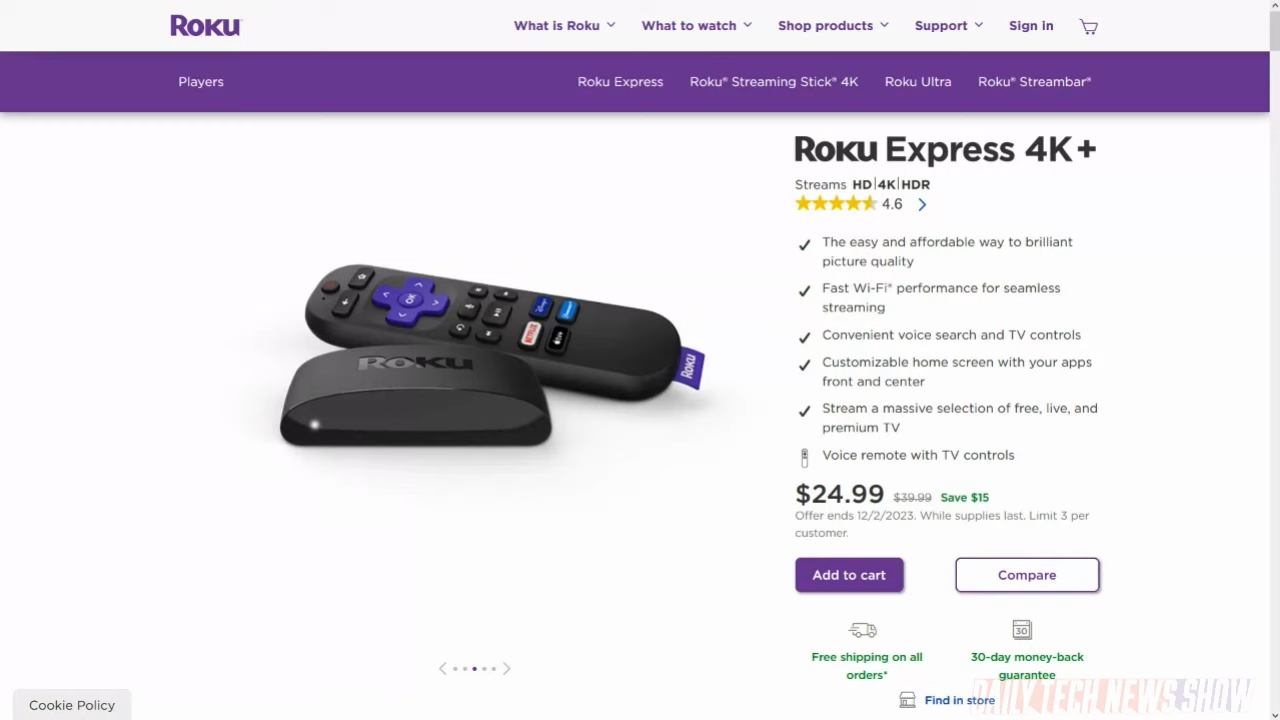 Roku
What is Roku
What to watch
Shop products
Support
Sign in
Players
Roku Express
Roku® Streaming Stick® 4K
Roku Ultra
Roku® Streambar®
Roku Express 4K+
Streams HD|4K|HDR
4.6
The easy and affordable way to brilliant
picture quality
Fast Wi-Fi® performance for seamless
streaming
Convenient voice search and TV controls
Customizable home screen with your apps
front and center
Stream a massive selection of free, live, and
premium TV
Voice remote with TV controls
$24.99 $39.99 Save $15
Offer ends 12/2/2023. While supplies last. Limit 3 per
customer.
Add to cart
Compare
30
Free shipping on all
orders*
30-day money-back
guarantee
Find in store
OK
NETFLIX
Roku
Roku
Cookie Policy
DAILY TECH NEWS SHOW